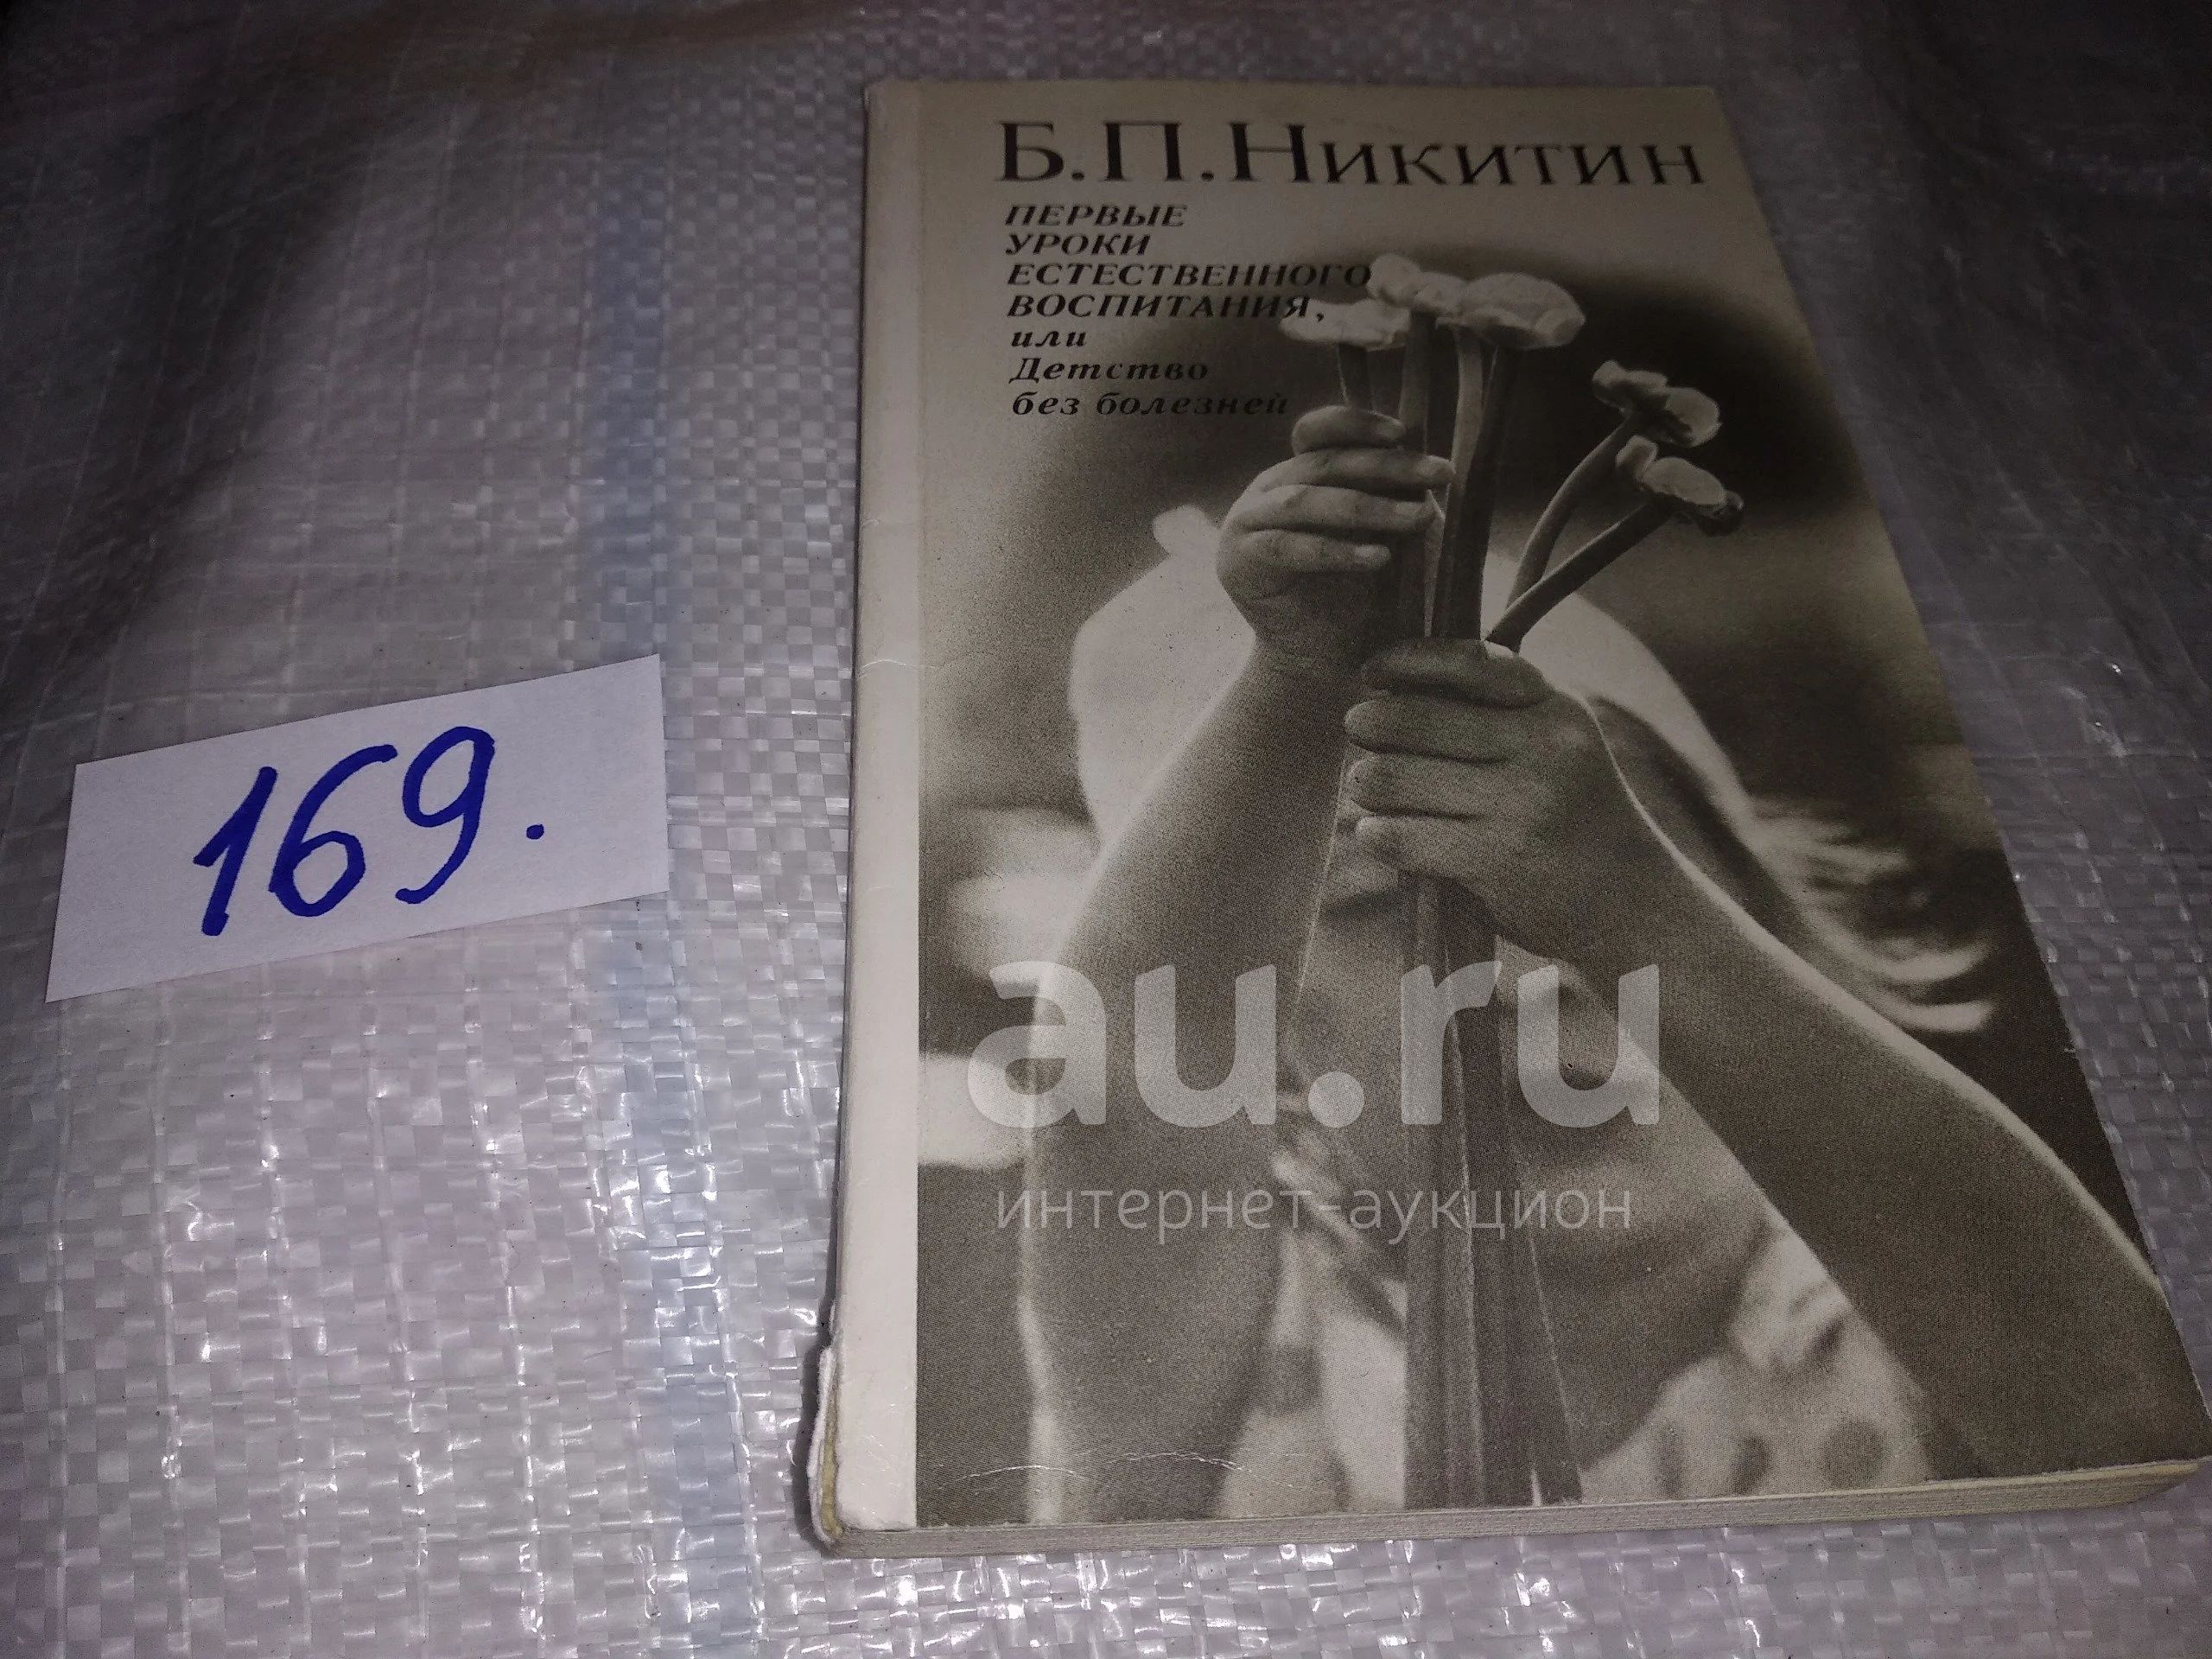 Б.П.Никитин
ПЕРВЫЕ
УРОКИ
ЕСТЕСТВЕННОГО
ВОСПИТАНИЯ,
или
Детство
без болезней
169.
au.ru
интернет-аукцион